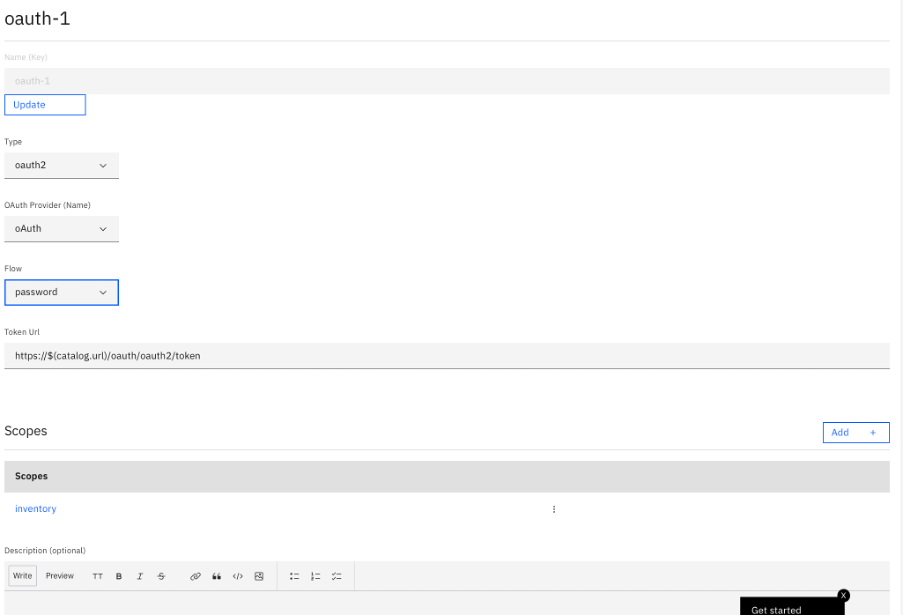 oauth-1
Name (Key)
oauth-1
Update
Type
oauth2
OAuth Provider (Name)
oAuth
Flow
password
Token Url
https://$(catalog.url)/oauth/oauth2/token
Scopes
Add +
Scopes
inventory
Description (optional)
Write Preview TT B I S
X
Get started